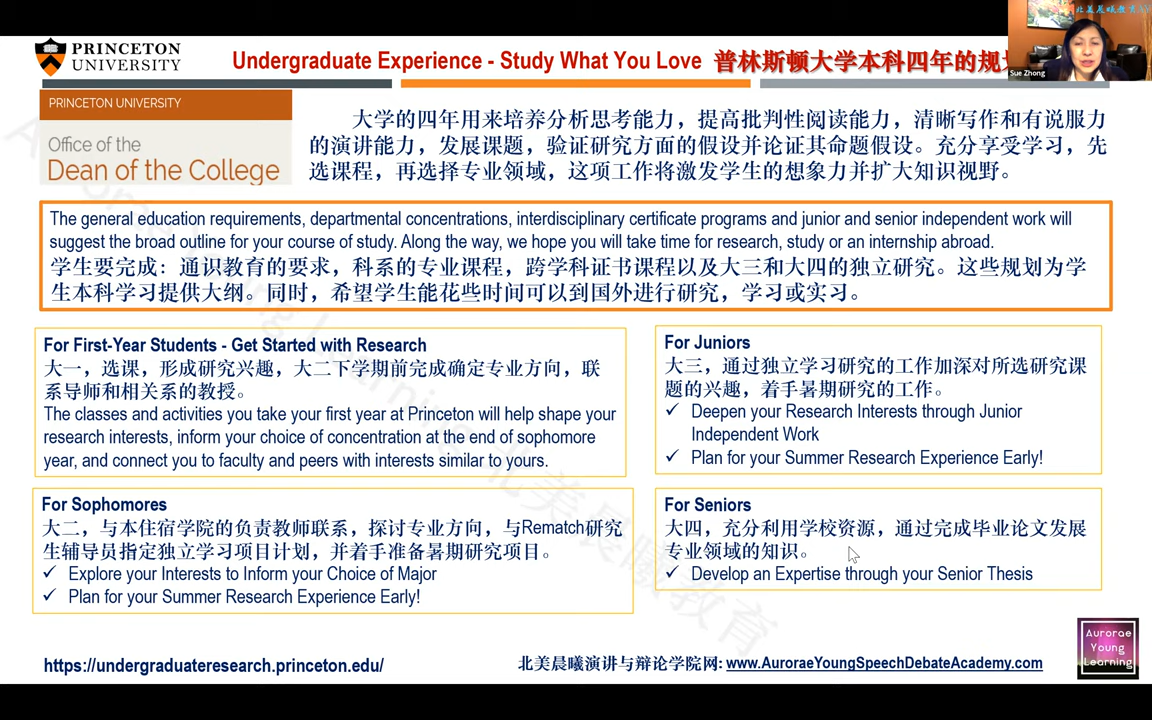 北美晨曦教育
Sue Zhong
PRINCETON
UNIVERSITY
Undergraduate Experience - Study What You Love 普林斯顿大学本科四年的规
PRINCETON UNIVERSITY
Office of the
Dean of the College
大学的四年用来培养分析思考能力，提高批判性阅读能力，清晰写作和有说服力
的演讲能力，发展课题，验证研究方面的假设并论证其命题假设。充分享受学习，先
选课程，再选择专业领域，这项工作将激发学生的想象力并扩大知识视野。
The general education requirements, departmental concentrations, interdisciplinary certificate programs and junior and senior independent work will
suggest the broad outline for your course of study. Along the way, we hope you will take time for research, study or an internship abroad.
学生要完成：通识教育的要求，科系的专业课程，跨学科证书课程以及大三和大四的独立研究。这些规划为学
生本科学习提供大纲。同时，希望学生能花些时间可以到国外进行研究，学习或实习。
For First-Year Students - Get Started with Research
大一，选课，形成研究兴趣，大二下学期前完成确定专业方向，联
系导师和相关系的教授。
The classes and activities you take your first year at Princeton will help shape your
research interests, inform your choice of concentration at the end of sophomore
year, and connect you to faculty and peers with interests similar to yours.
For Juniors
大三，通过独立学习研究的工作加深对所选研究课
题的兴趣，着手暑期研究的工作。
✓ Deepen your Research Interests through Junior
Independent Work
✓ Plan for your Summer Research Experience Early!
For Sophomores
大二，与本住宿学院的负责教师联系，探讨专业方向，与Rematch研究
生辅导员指定独立学习项目计划，并着手准备暑期研究项目。
✓ Explore your Interests to Inform your Choice of Major
✓ Plan for your Summer Research Experience Early!
For Seniors
大四，充分利用学校资源，通过完成毕业论文发展
专业领域的知识。
✓ Develop an Expertise through your Senior Thesis
https://undergraduateresearch.princeton.edu/
北美晨曦演讲与辩论学院网: www.AuroraeYoungSpeechDebateAcademy.com
Aurorae
Young
Learning
Aurorae Young Learning 北美晨曦教育